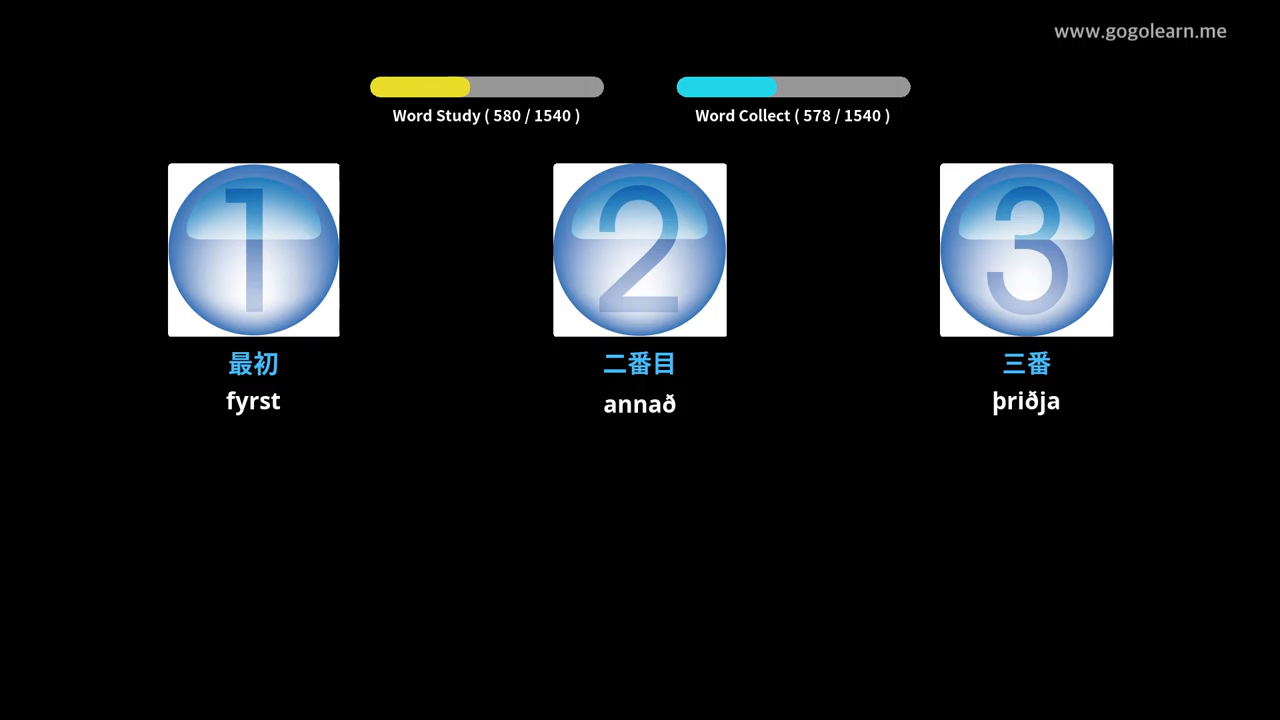 www.gogolearn.me
Word Study ( 580 / 1540 )
Word Collect ( 578 / 1540 )
1
2
3
最初
二番目
三番
fyrst
annað
þriðja